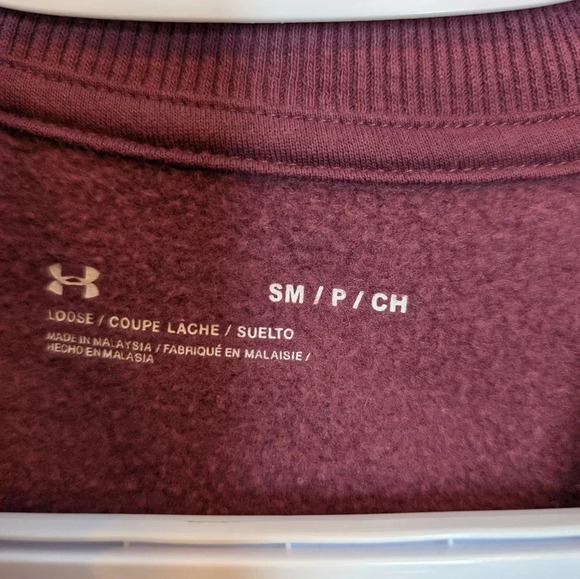 SM / P / CH
LOOSE / COUPE LÂCHE / SUELTO
MADE IN MALAYSIA / FABRIQUÉ EN MALAISIE /
HECHO EN MALASIA